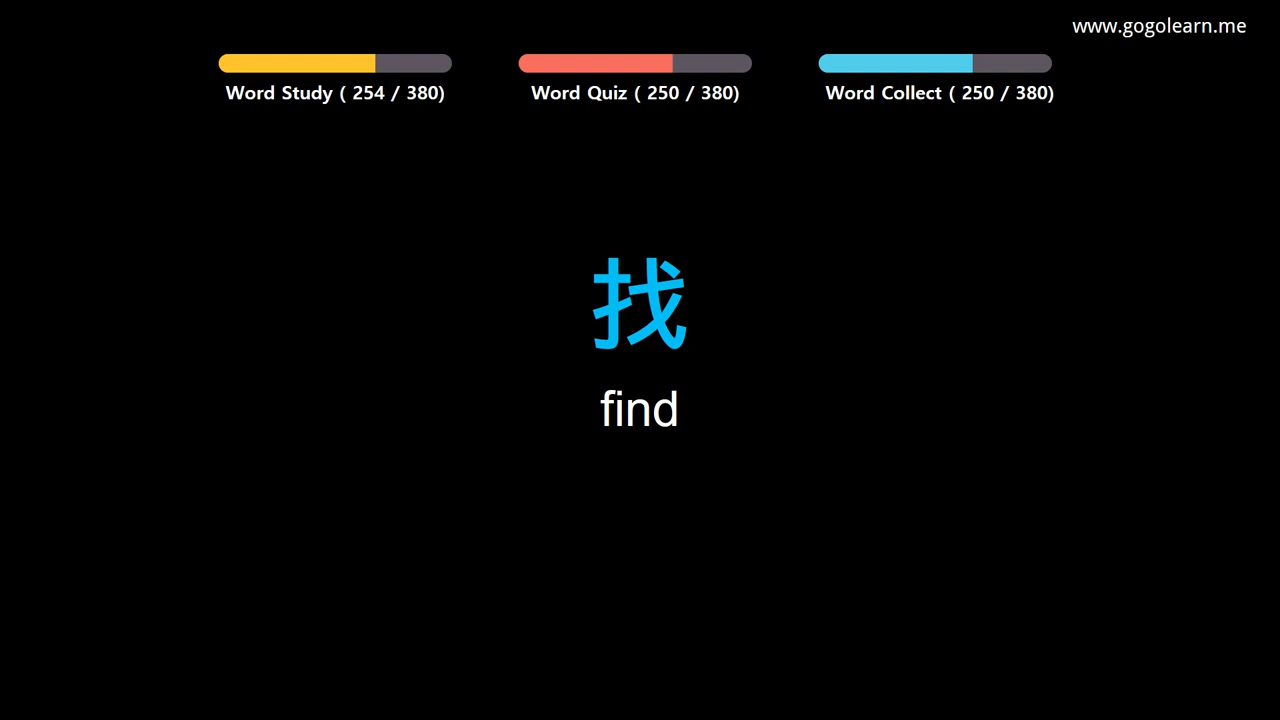 www.gogolearn.me
Word Study ( 254 / 380)
Word Quiz ( 250 / 380)
Word Collect ( 250 / 380)
找
find